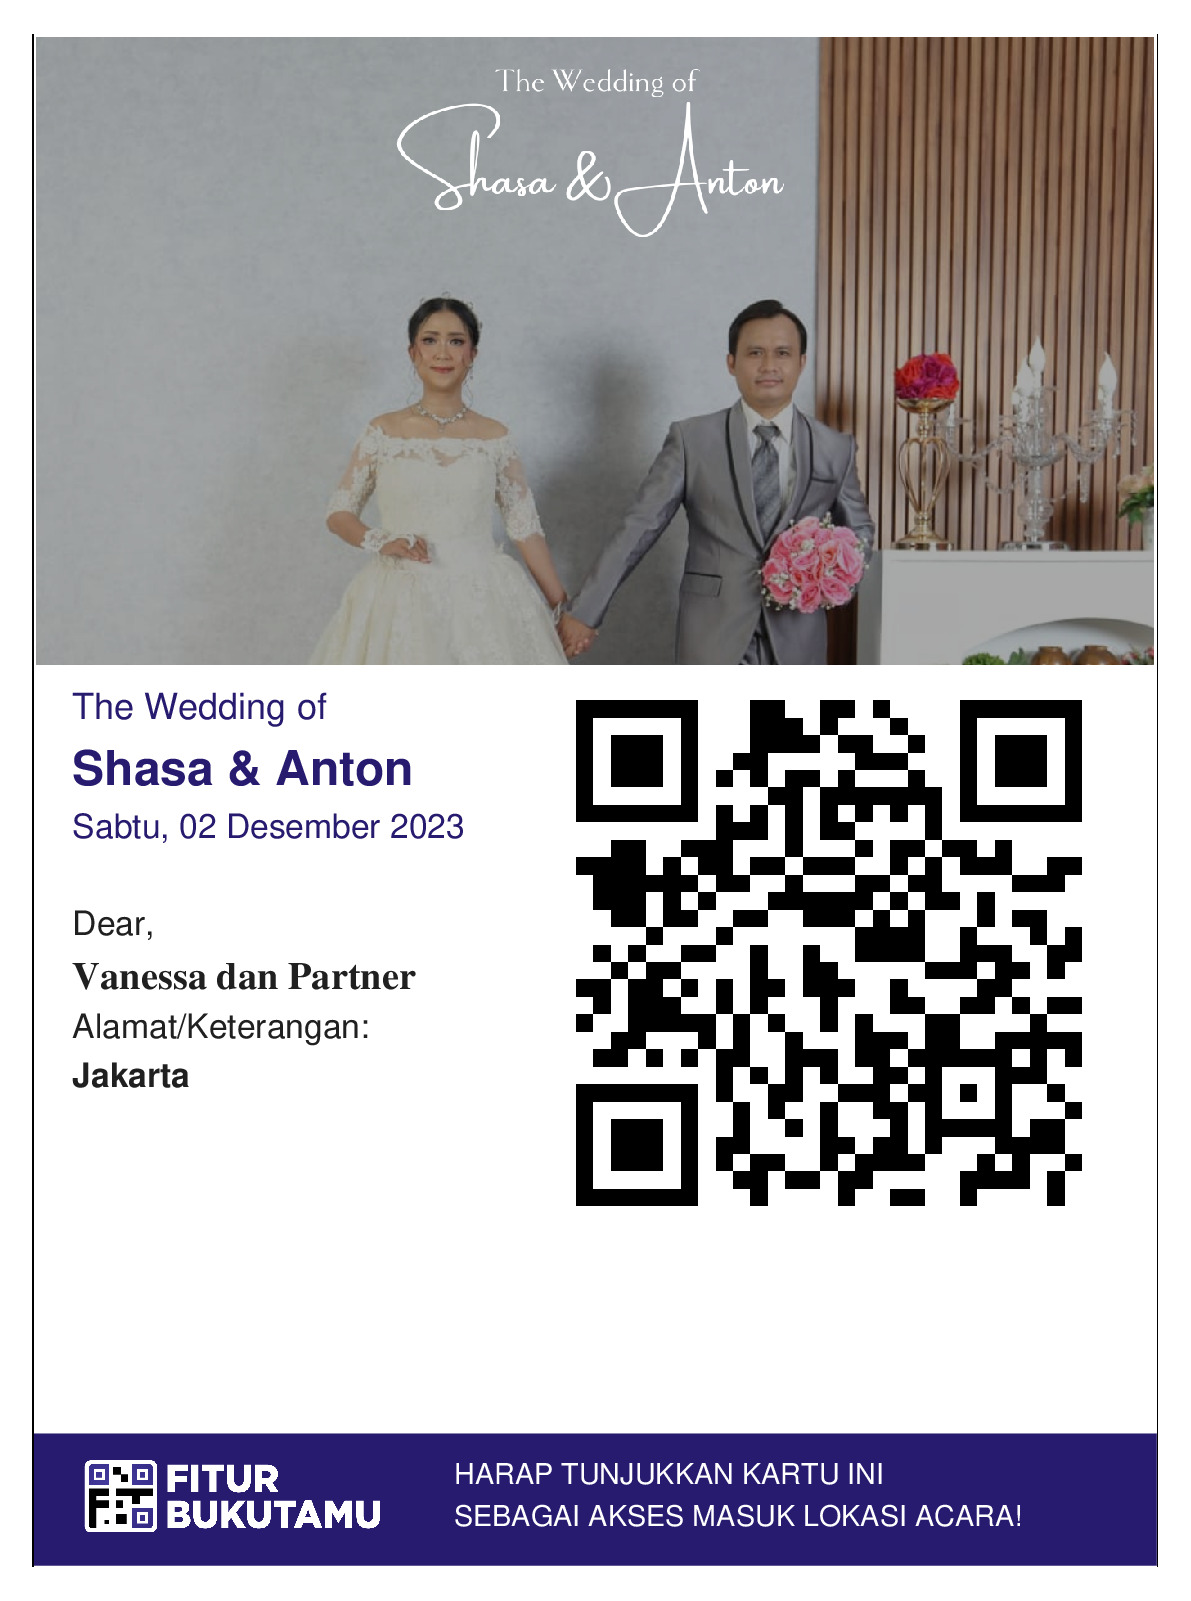 The Wedding of
Shasa & Anton
The Wedding of
Shasa & Anton
Sabtu, 02 Desember 2023
Dear,
Vanessa dan Partner
Alamat/Keterangan:
Jakarta
FITUR
BUKUTAMU
HARAP TUNJUKKAN KARTU INI
SEBAGAI AKSES MASUK LOKASI ACARA!